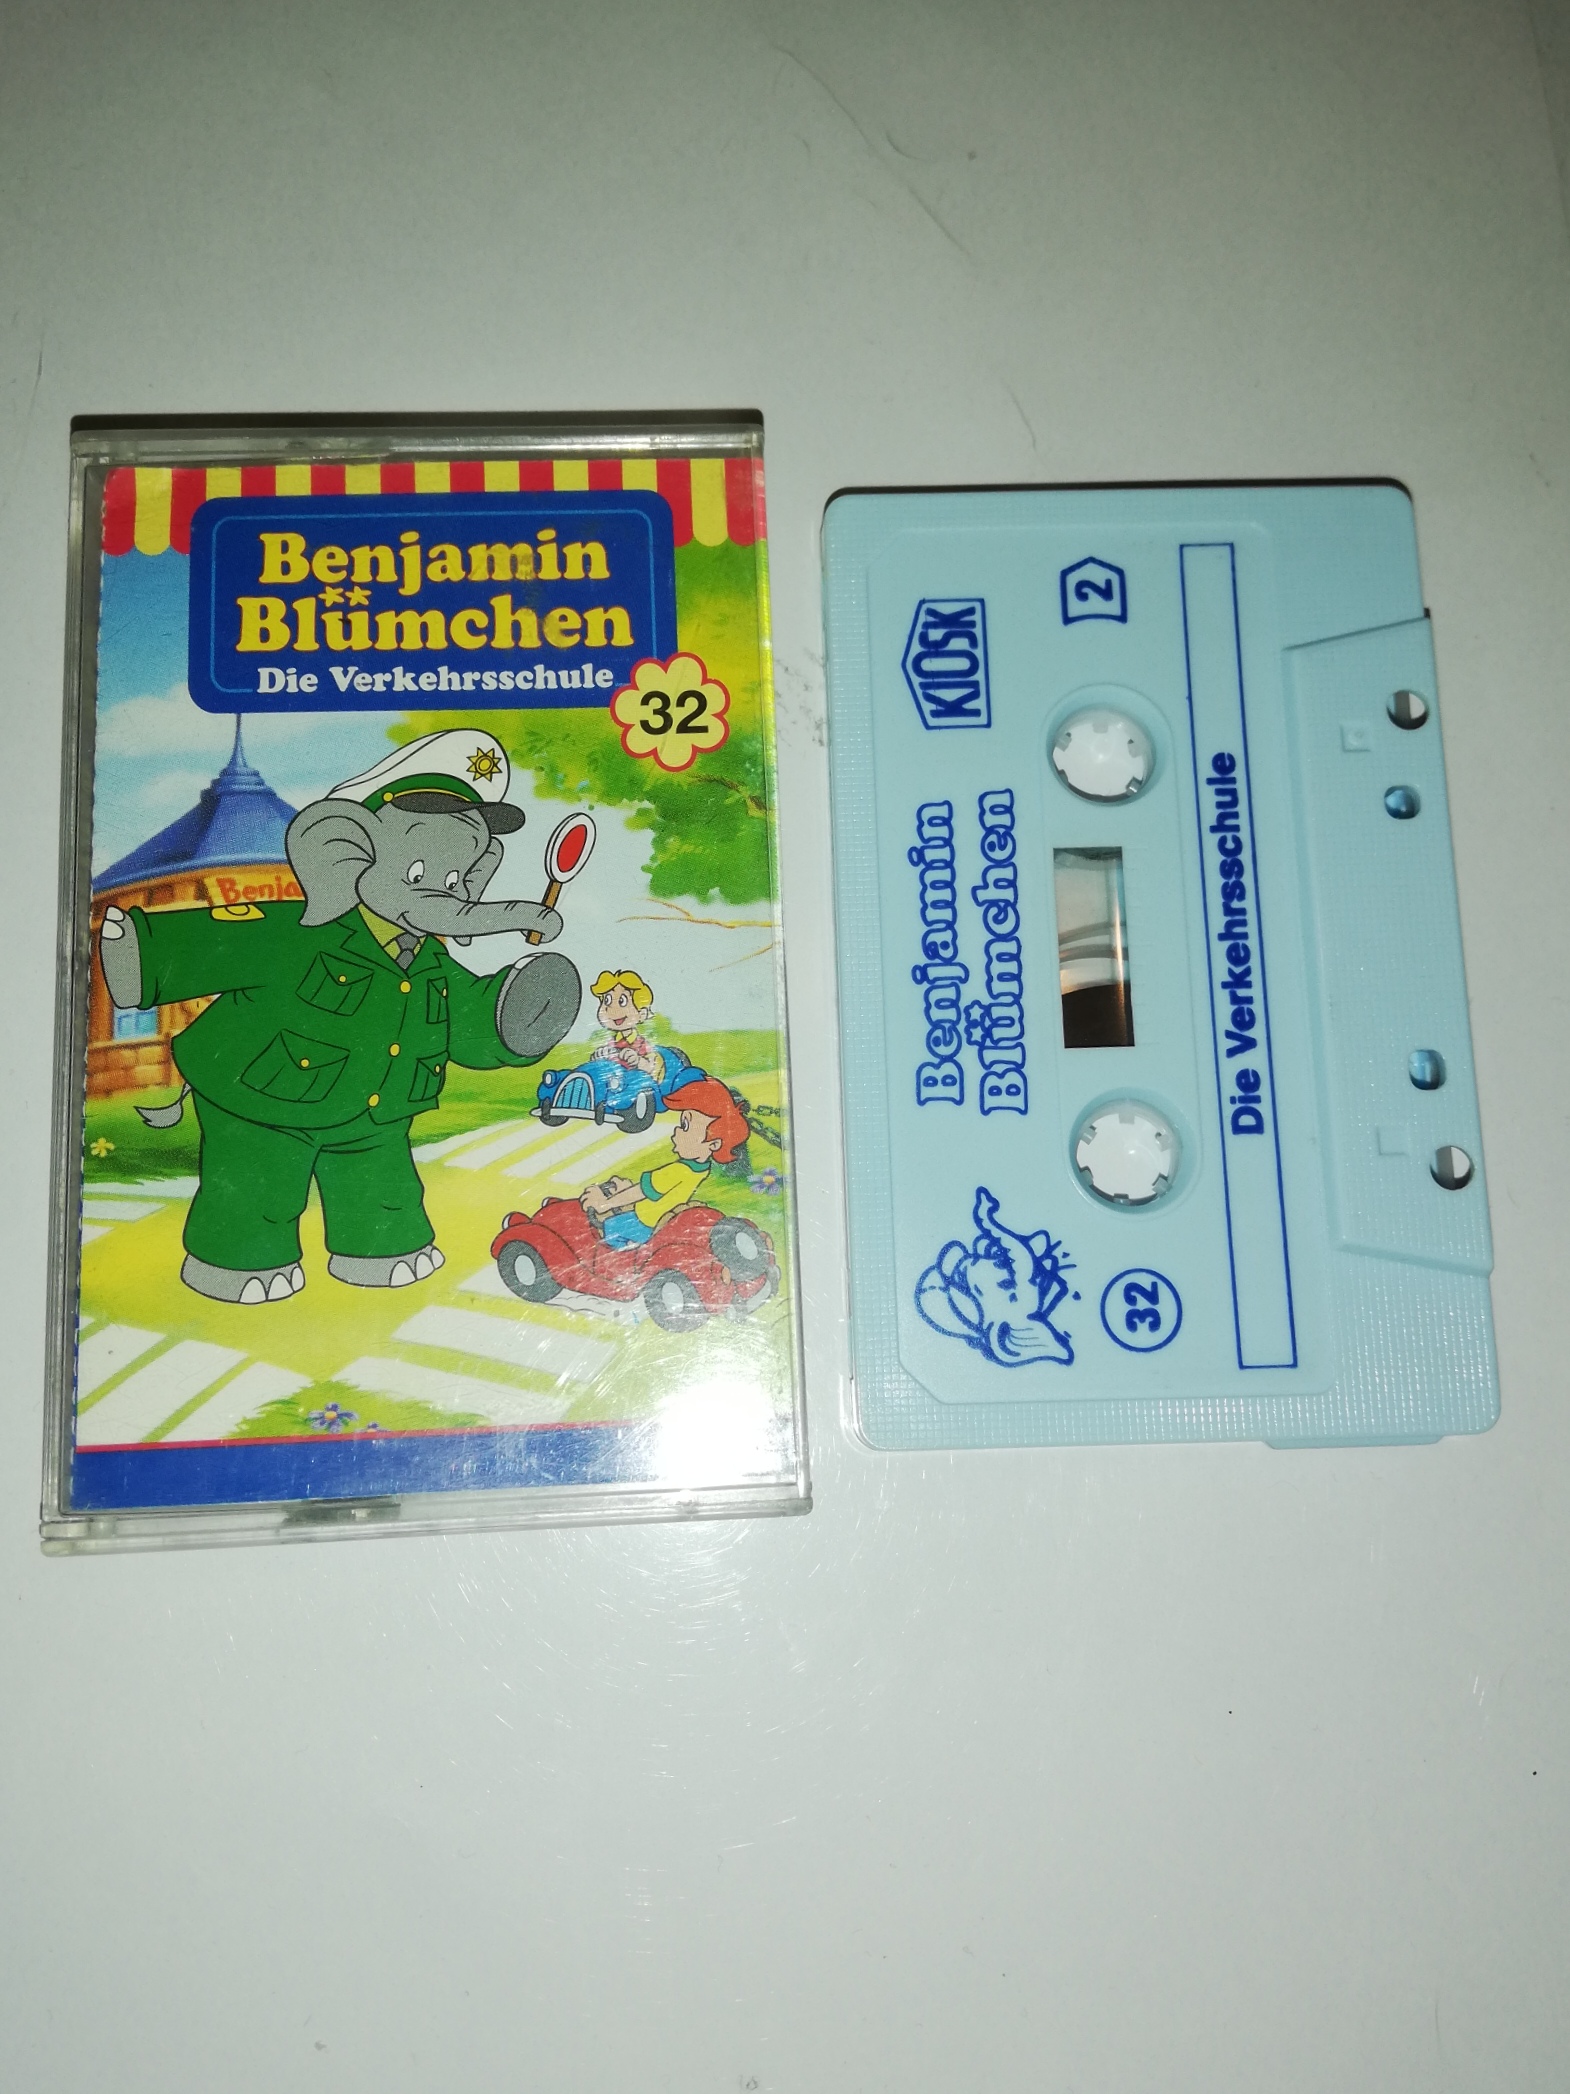 Benjamin
Blümchen
Die Verkehrsschule
32
Benja
KIOSK
2
Benjamin
Blümchen
32
Die Verkehrsschule